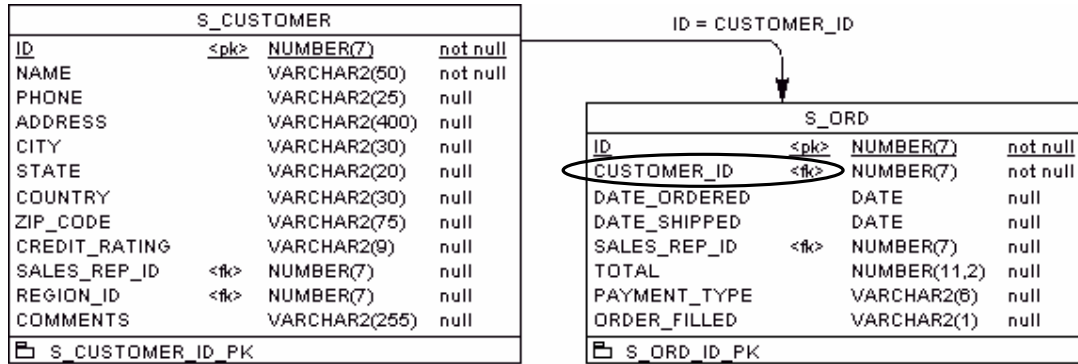 S_CUSTOMER
ID <pk> NUMBER(7) not null
NAME VARCHAR2(50) not null
PHONE VARCHAR2(25) null
ADDRESS VARCHAR2(400) null
CITY VARCHAR2(30) null
STATE VARCHAR2(20) null
COUNTRY VARCHAR2(30) null
ZIP_CODE VARCHAR2(75) null
CREDIT_RATING VARCHAR2(9) null
SALES_REP_ID <fk> NUMBER(7) null
REGION_ID <fk> NUMBER(7) null
COMMENTS VARCHAR2(255) null
S_CUSTOMER_ID_PK
ID = CUSTOMER_ID
S_ORD
ID <pk> NUMBER(7) not null
CUSTOMER_ID <fk> NUMBER(7) not null
DATE_ORDERED DATE null
DATE_SHIPPED DATE null
SALES_REP_ID <fk> NUMBER(7) null
TOTAL NUMBER(11,2) null
PAYMENT_TYPE VARCHAR2(6) null
ORDER_FILLED VARCHAR2(1) null
S_ORD_ID_PK